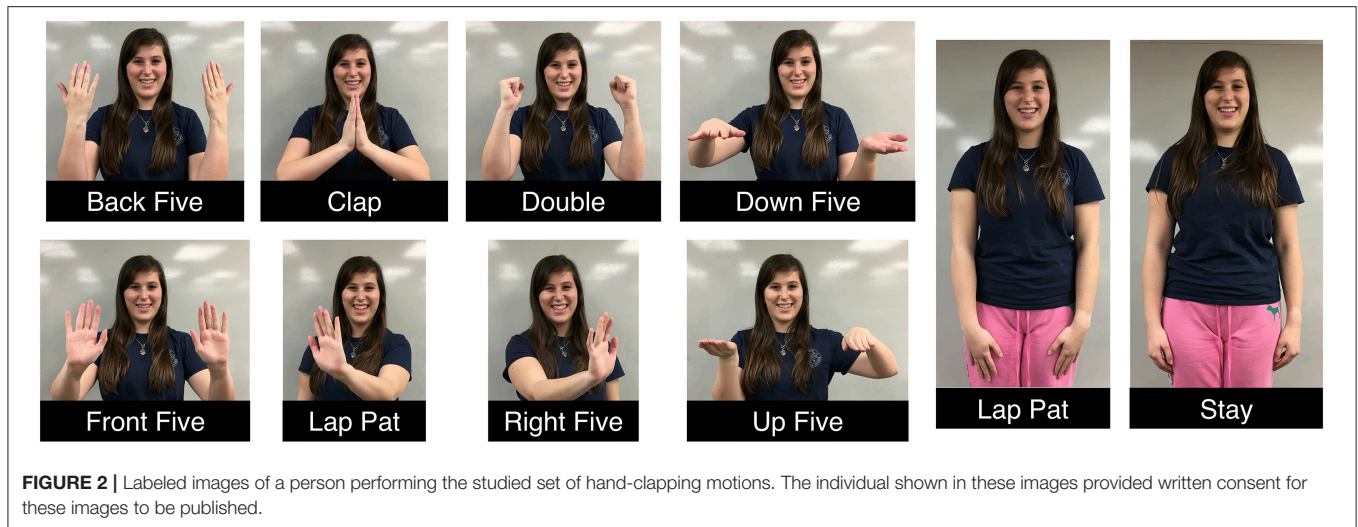 Back Five
Clap
Double
Down Five
Front Five
Lap Pat
Right Five
Up Five
Lap Pat
Stay
FIGURE 2 | Labeled images of a person performing the studied set of hand-clapping motions. The individual shown in these images provided written consent for
these images to be published.